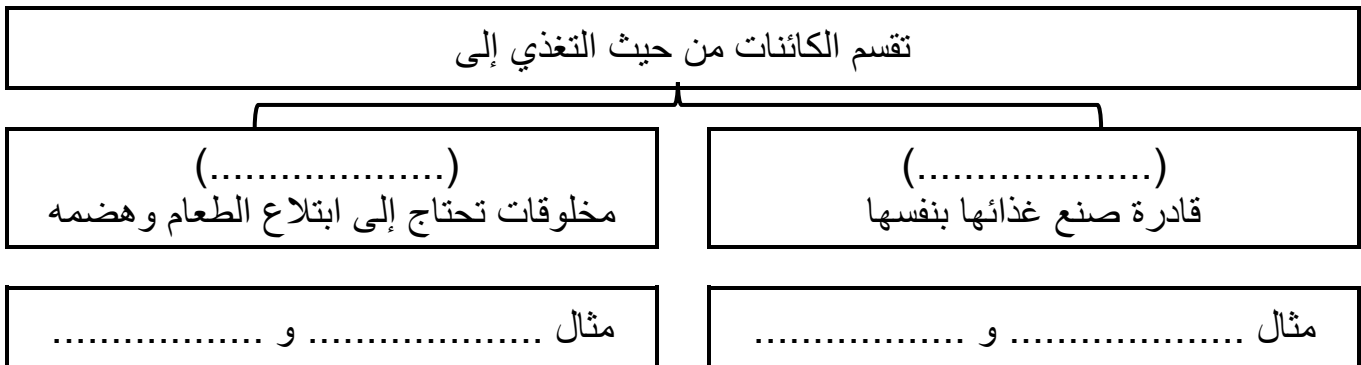 تقسم الكائنات من حيث التغذي إلى
(....................)
قادرة صنع غذائها بنفسها
(....................)
مخلوقات تحتاج إلى ابتلاع الطعام وهضمه
مثال .................... و ..................
مثال .................... و ..................